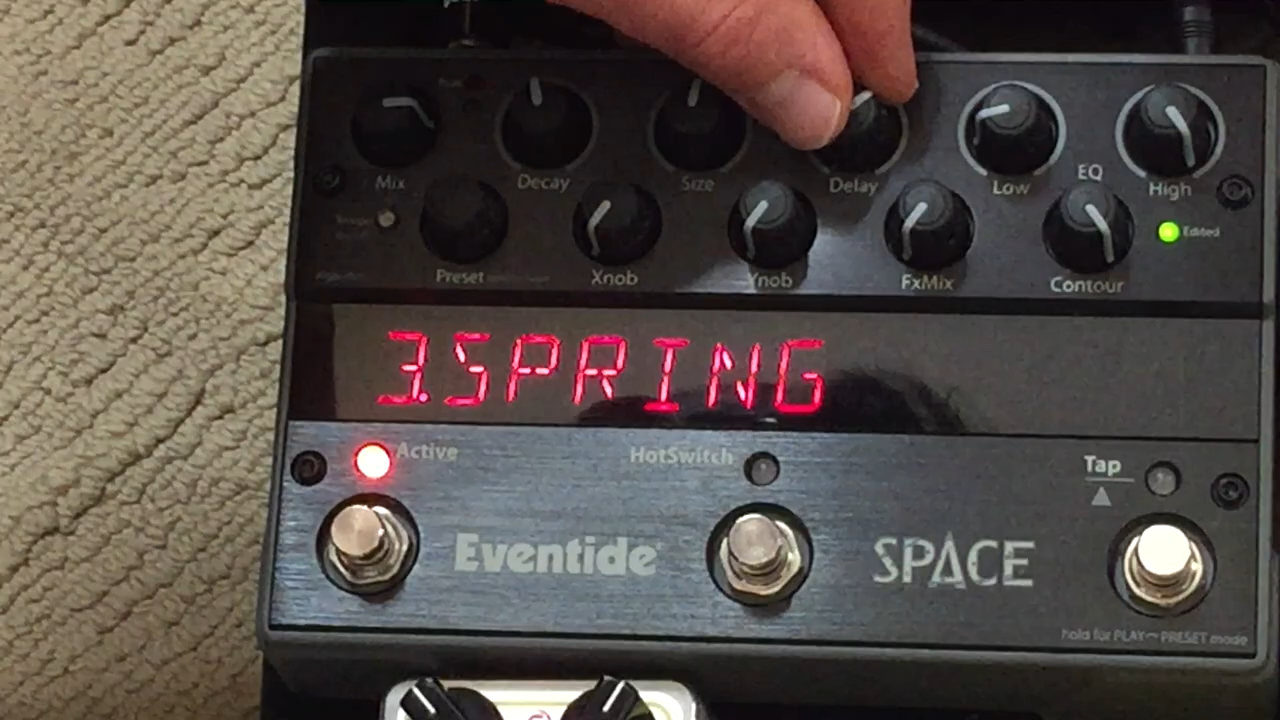 Mix
Decay
Size
Delay
Low
EQ
High
Preset
Xnob
Ynob
FxMix
Contour
Edited
3.SPRING
Active
HotSwitch
Tap
Eventide
SPACE
hold for PLAY PRESET mode